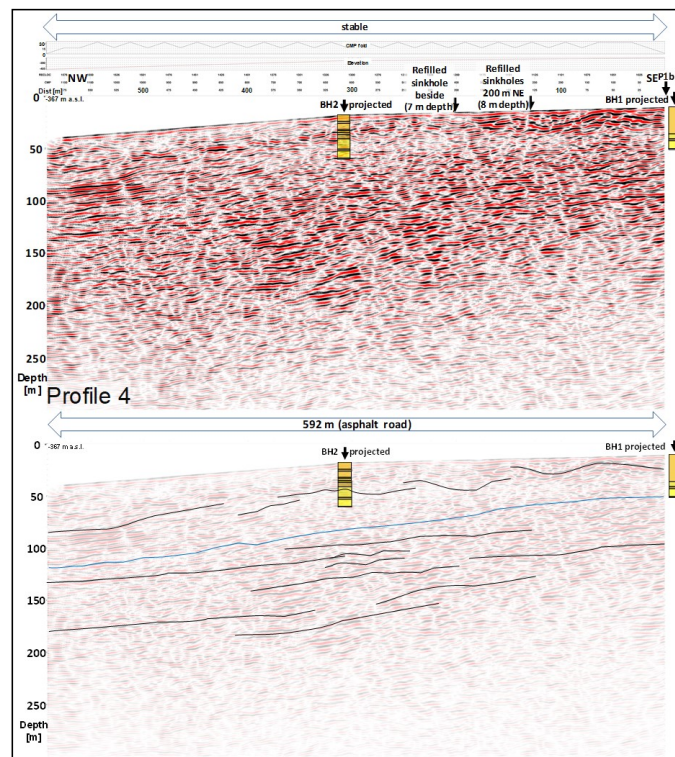 stable
CMP fold
Elevation
NW
Dist[m]
500
400
300
200
100
-367 m a.s.l.
BH2 projected
Refilled
sinkhole
beside
(7 m depth)
Refilled
sinkholes
200 m NE
(8 m depth)
SEP1b
BH1 projected
0
50
100
150
200
250
Depth
[m]
Profile 4
592 m (asphalt road)
-367 m a.s.l.
BH2
projected
BH1 projected
0
50
100
150
200
250
Depth
[m]